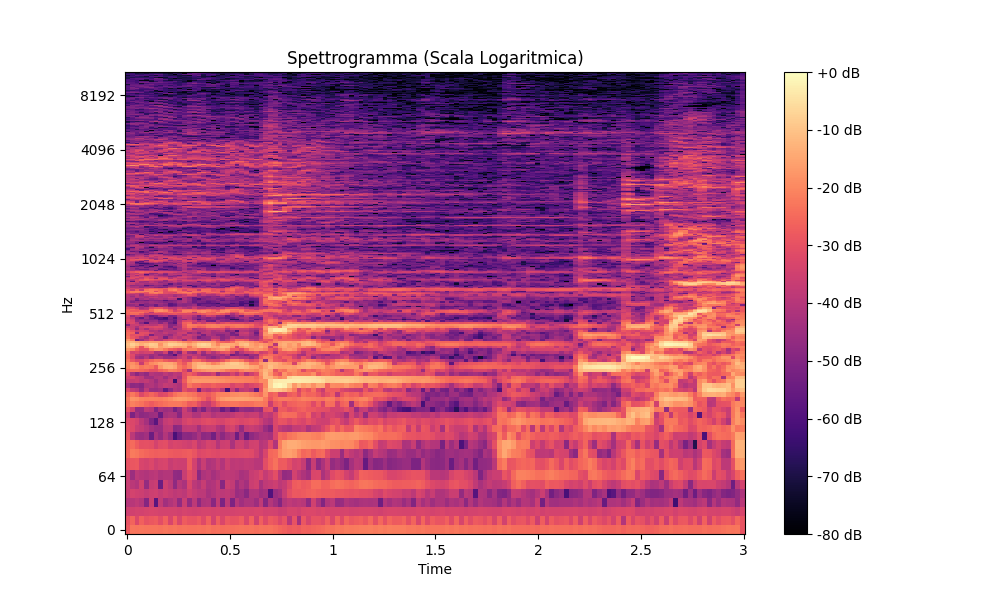 Spettrogramma (Scala Logaritmica)
8192
4096
2048
1024
512
256
128
64
0
Hz
0
0.5
1
1.5
2
2.5
3
Time
+0 dB
-10 dB
-20 dB
-30 dB
-40 dB
-50 dB
-60 dB
-70 dB
-80 dB